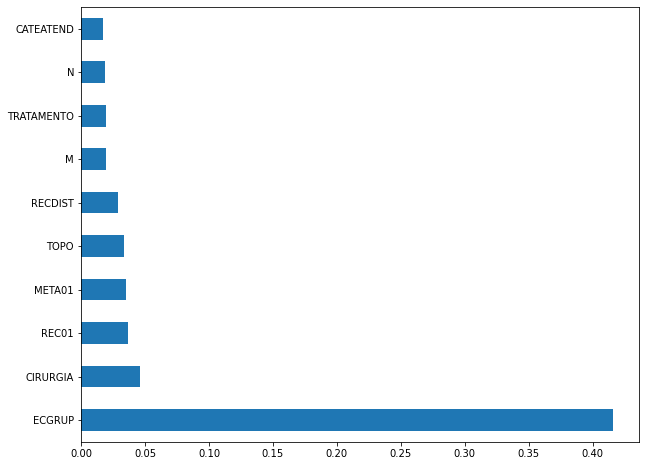 CATEATEND
N
TRATAMENTO
M
RECDIST
TOPO
META01
REC01
CIRURGIA
ECGRUP
0.00 0.05 0.10 0.15 0.20 0.25 0.30 0.35 0.40